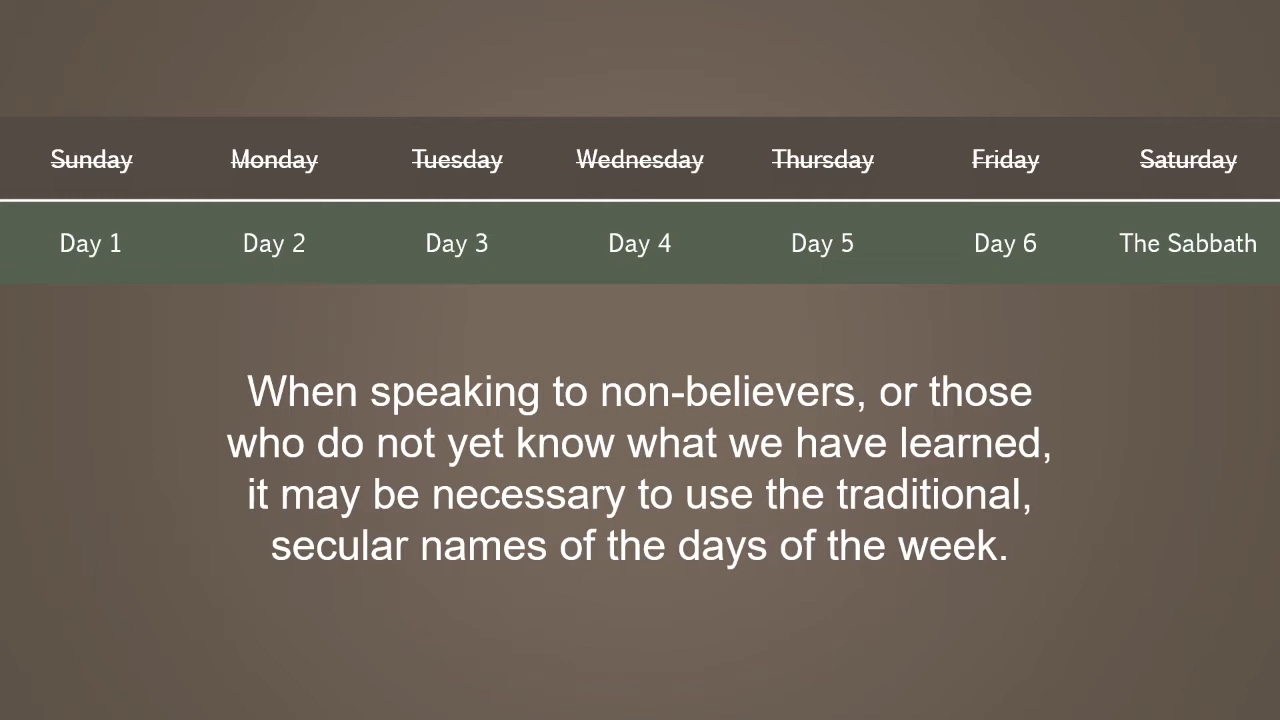 Sunday Monday Tuesday Wednesday Thursday Friday Saturday
Day 1 Day 2 Day 3 Day 4 Day 5 Day 6 The Sabbath
When speaking to non-believers, or those
who do not yet know what we have learned,
it may be necessary to use the traditional,
secular names of the days of the week.